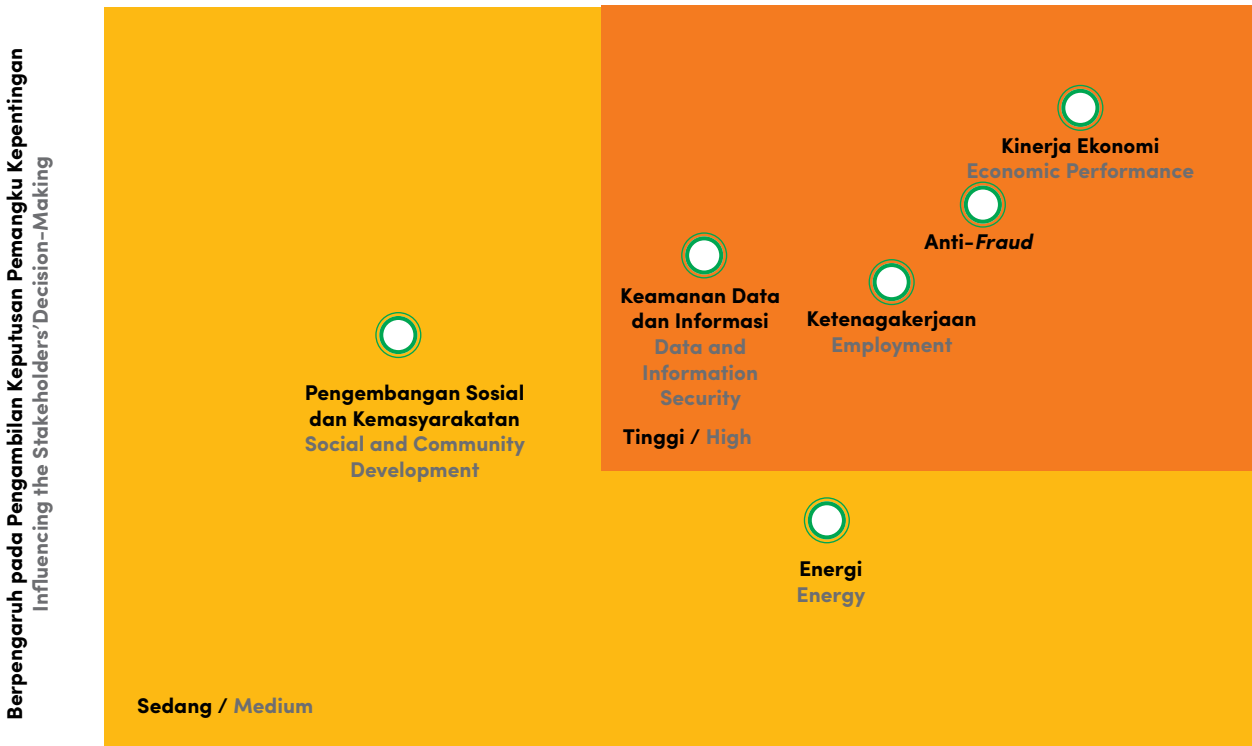 Berpengaruh pada Pengambilan Keputusan Pemangku Kepentingan
Influencing the Stakeholders'Decision-Making
Kinerja Ekonomi
Economic Performance
Anti-Fraud
Keamanan Data
dan Informasi
Data and
Information
Security
Ketenagakerjaan
Employment
Pengembangan Sosial
dan Kemasyarakatan
Social and Community
Development
Tinggi / High
Energi
Energy
Sedang / Medium